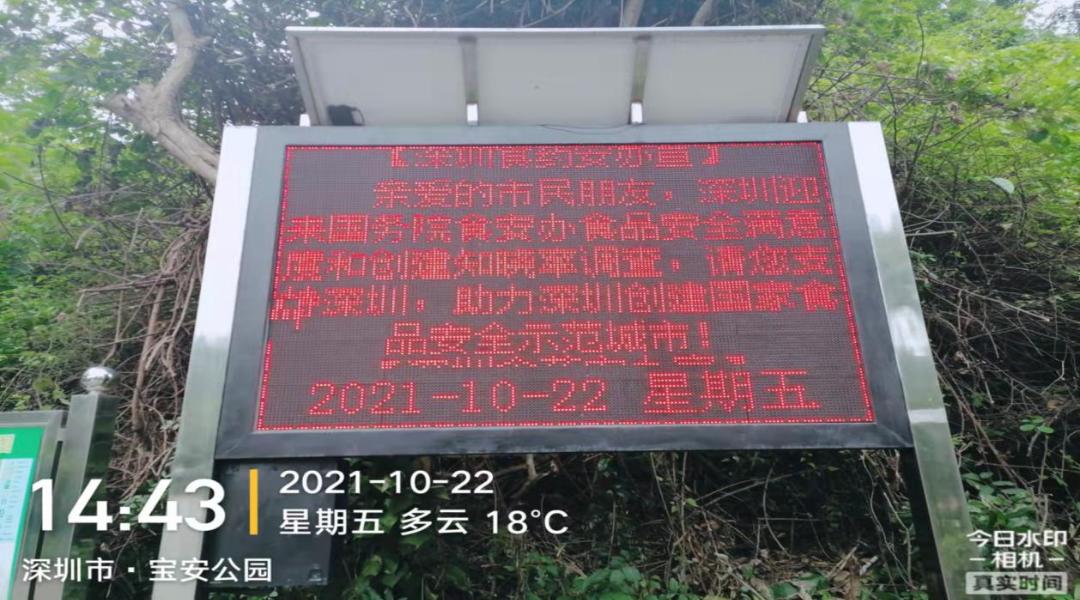 【深圳食药安办宣】
亲爱的市民朋友，深圳迎
来国务院食安办食品安全满意
度和创建知晓率调查，请您支
持深圳，助力深圳创建国家食
品安全示范城市！
2021-10-22 星期五
14:43
2021-10-22
星期五 多云 18°C
深圳市·宝安公园
今日水印
相机
真实时间